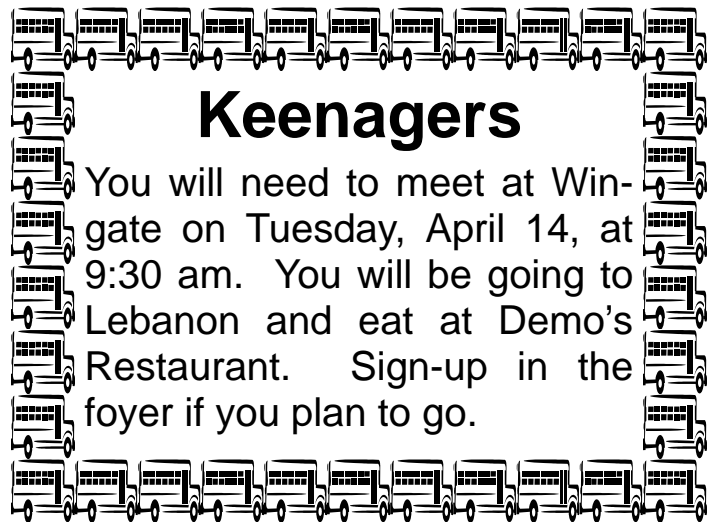 Keenagers
You will need to meet at Win-
gate on Tuesday, April 14, at
9:30 am.  You will be going to
Lebanon and eat at Demo’s
Restaurant.   Sign-up in the
foyer if you plan to go.